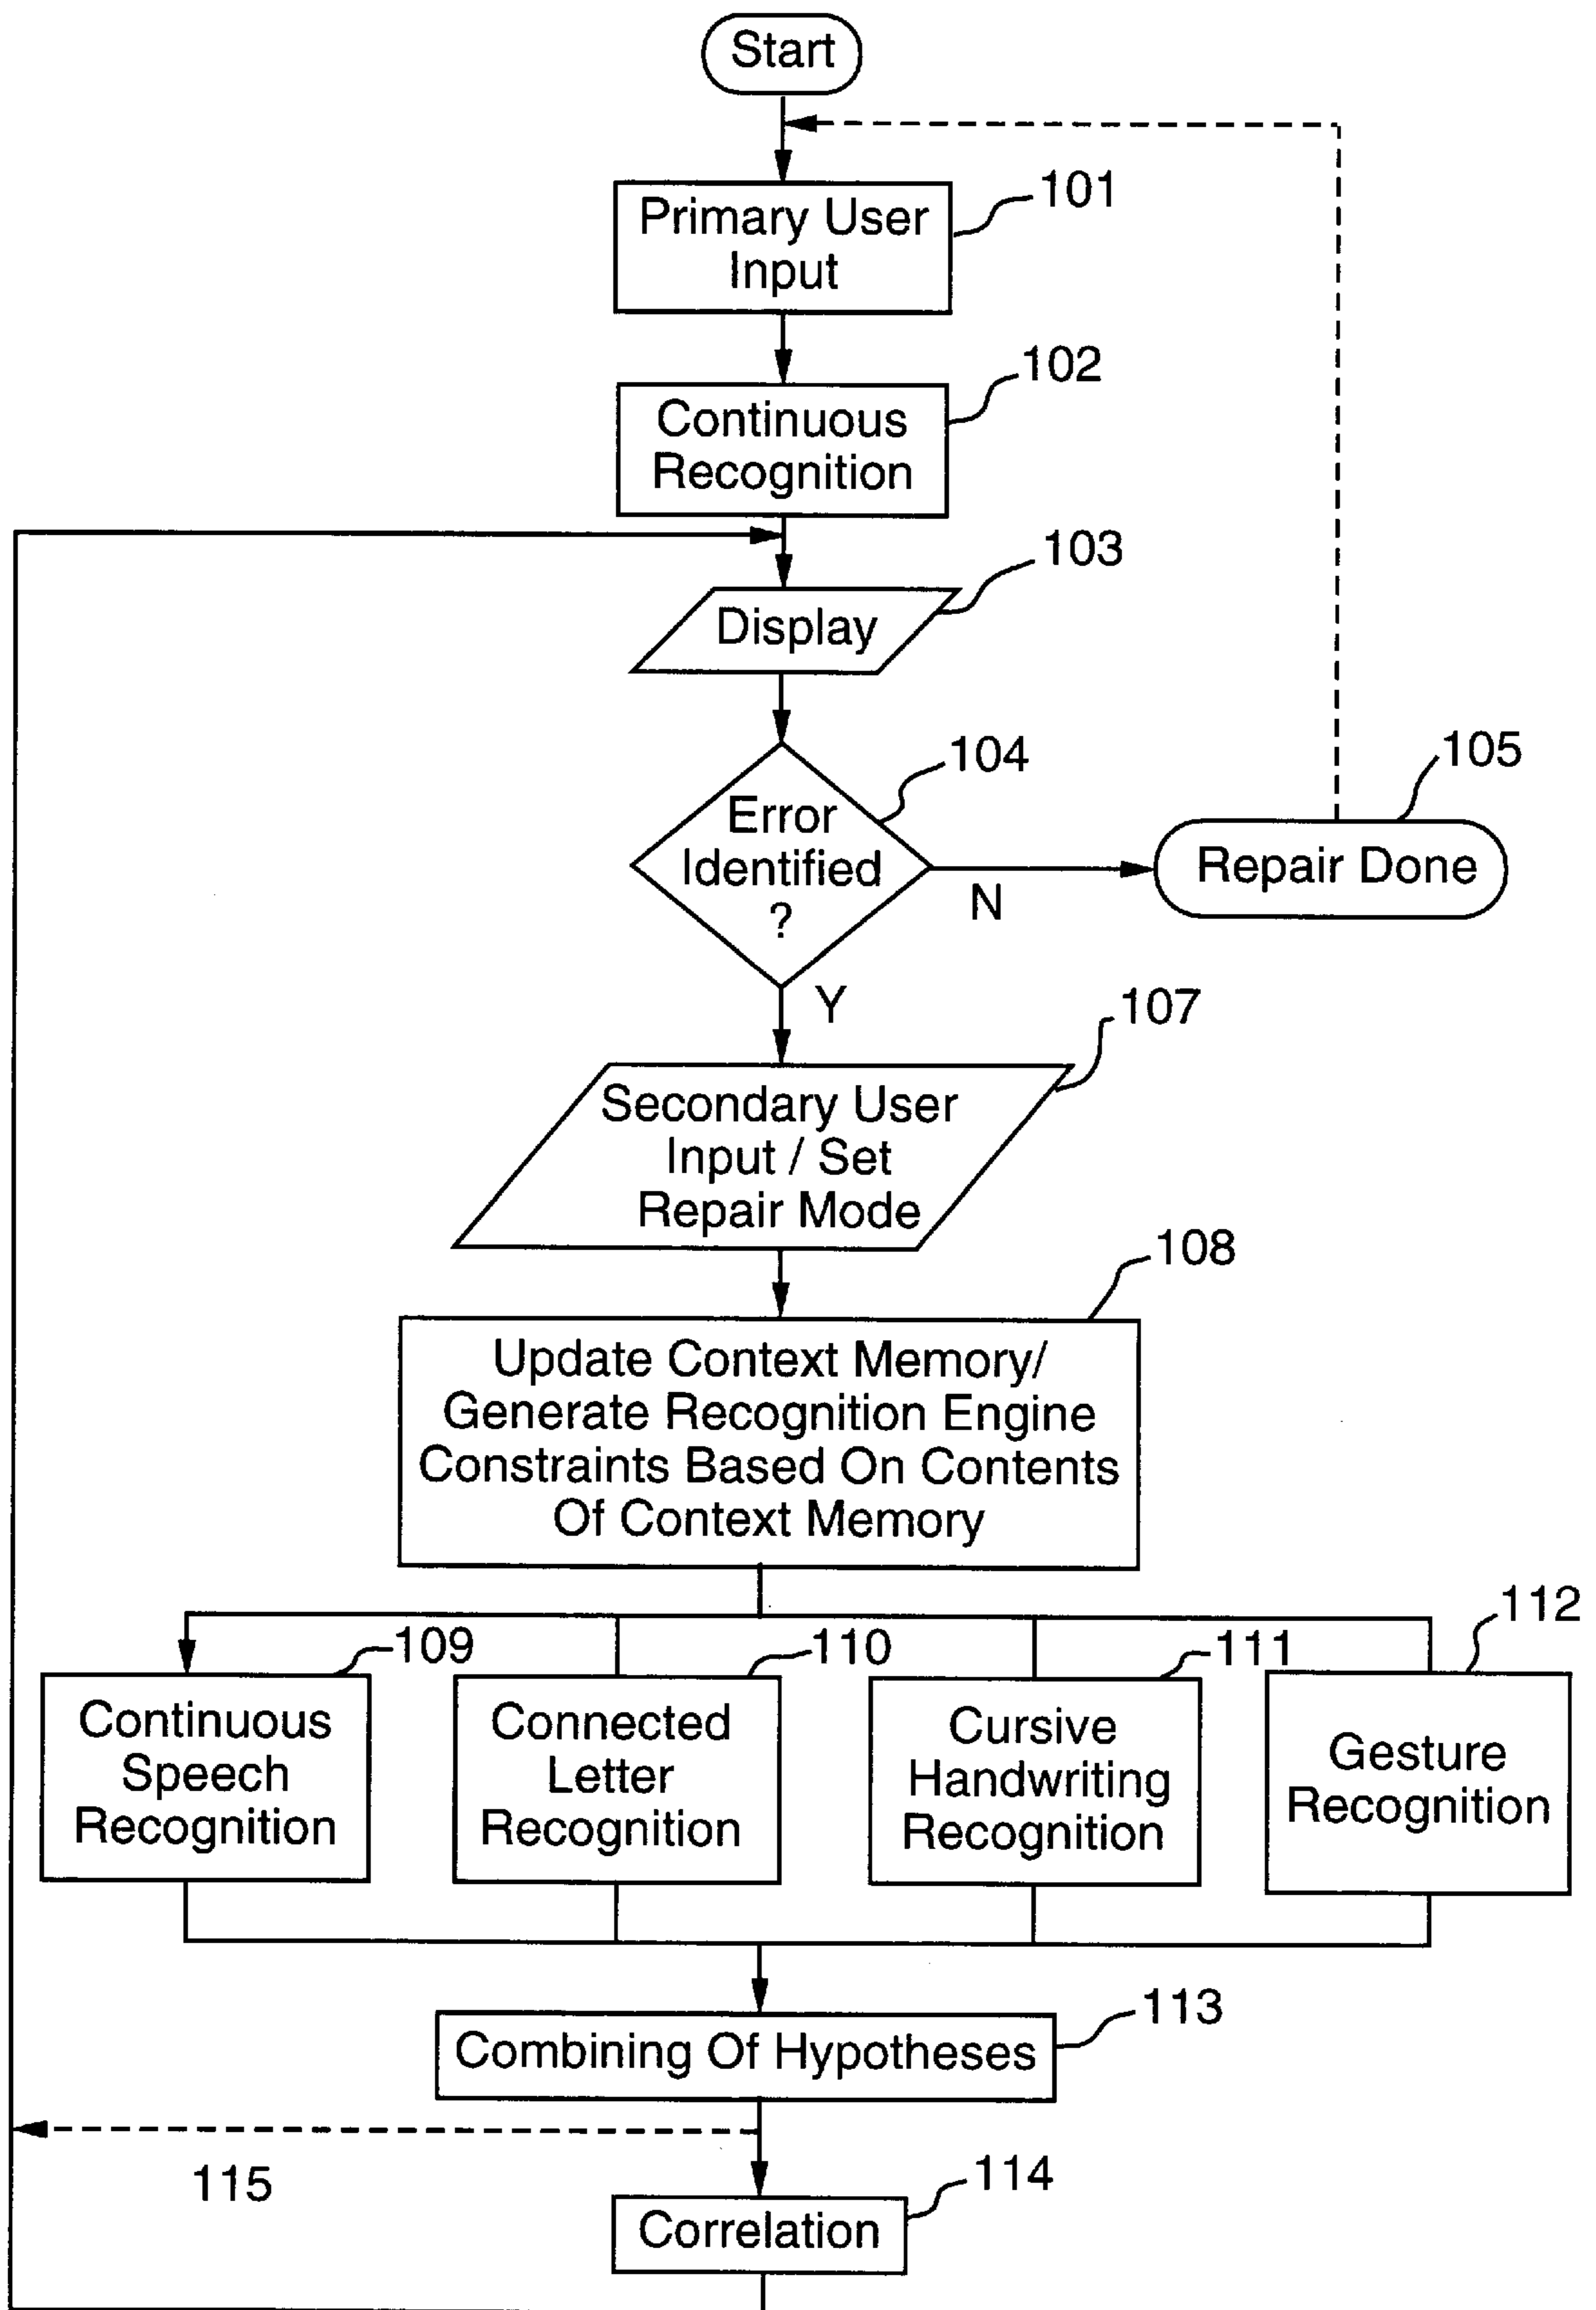 Start
101
Primary User
Input
102
Continuous
Recognition
103
Display
104
Error
Identified
?
N
105
Repair Done
Y
107
Secondary User
Input / Set
Repair Mode
108
Update Context Memory/
Generate Recognition Engine
Constraints Based On Contents
Of Context Memory
109
Continuous
Speech
Recognition
110
Connected
Letter
Recognition
111
Cursive
Handwriting
Recognition
112
Gesture
Recognition
113
Combining Of Hypotheses
115
114
Correlation